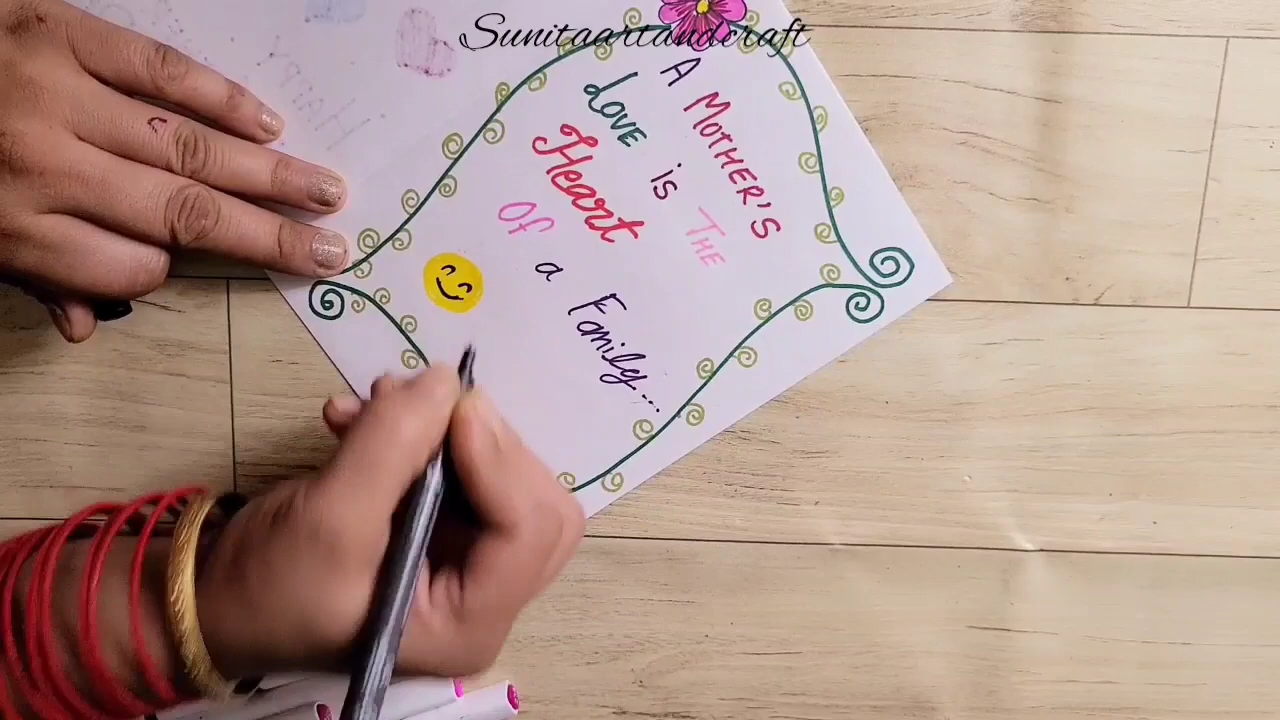 Sunitaartandcraft
A MOTHER'S
LOVE is THE
Heart
Of a Family....